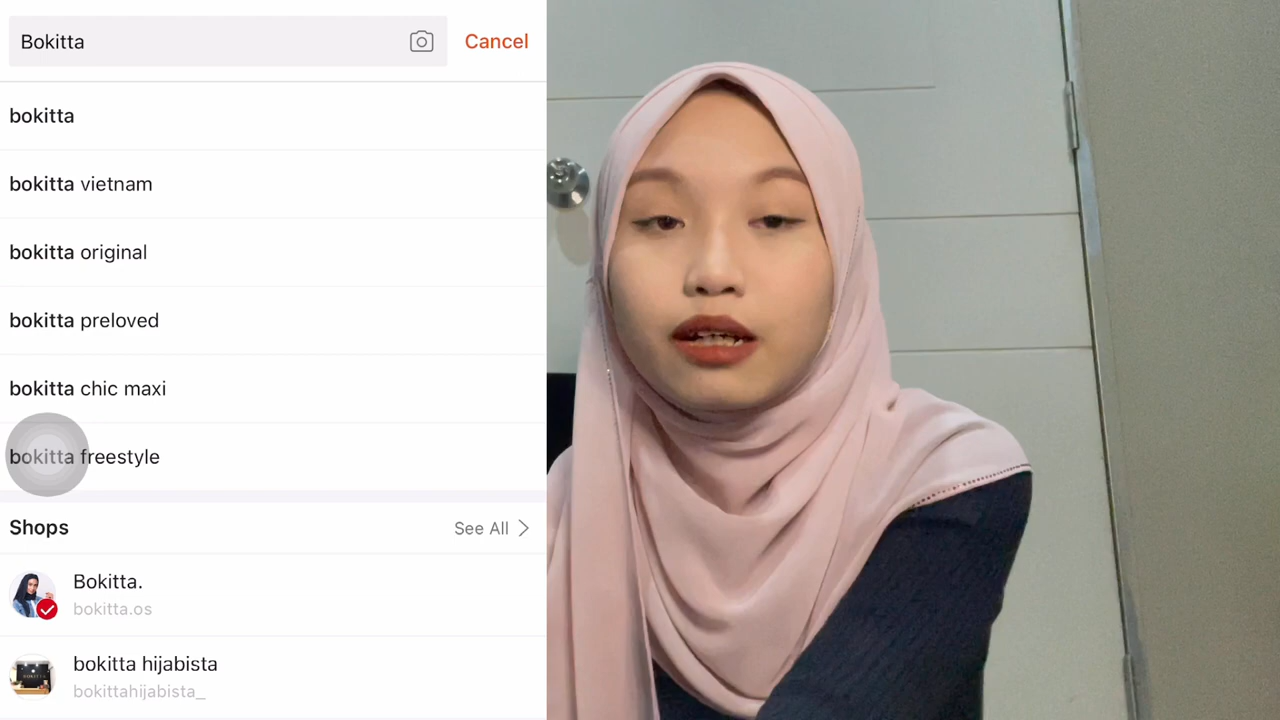 Bokitta
Cancel
bokitta
bokitta vietnam
bokitta original
bokitta preloved
bokitta chic maxi
bokitta freestyle
Shops
See All
Bokitta.
bokitta.os
bokitta hijabista
bokittahijabista_